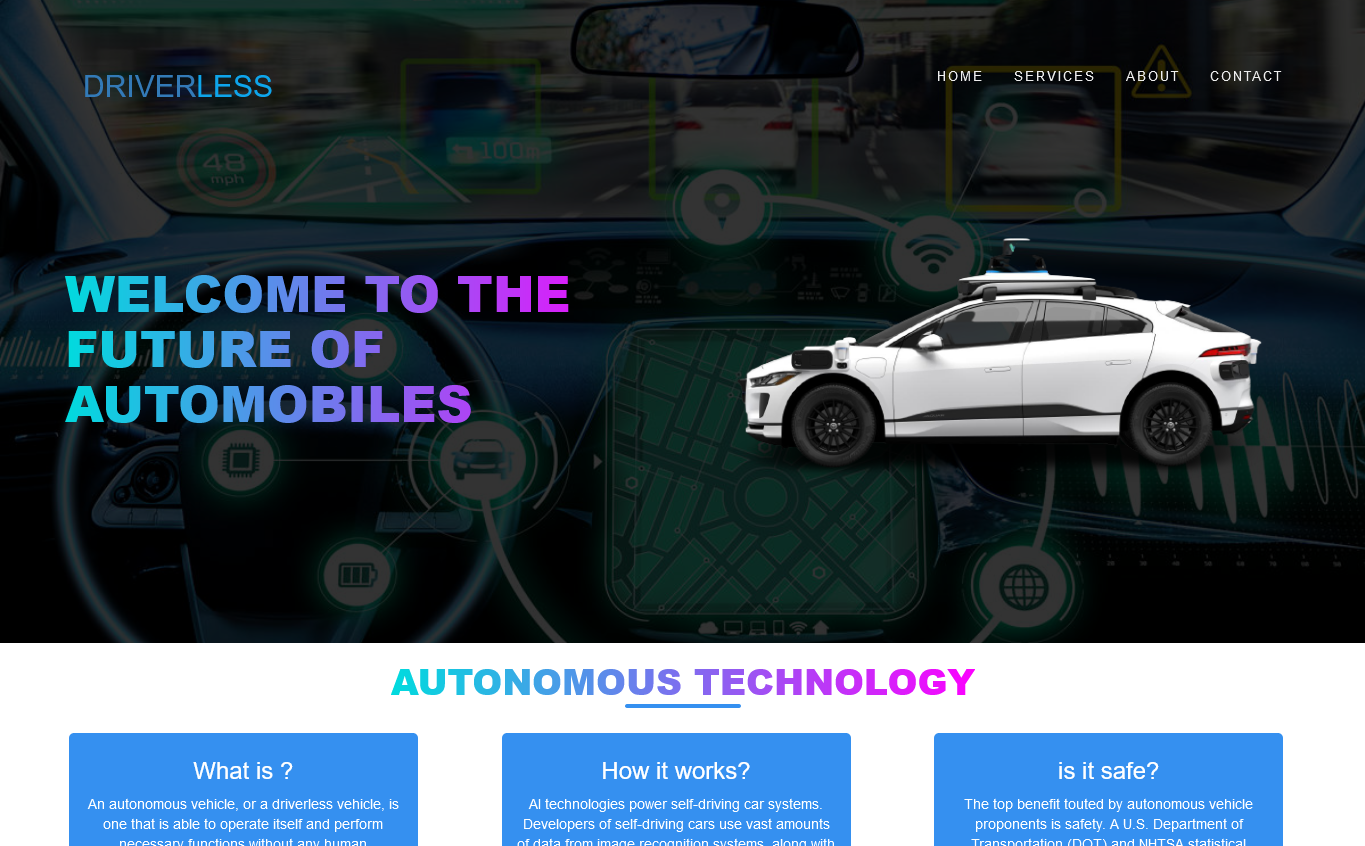 DRIVERLESS
HOME SERVICES ABOUT CONTACT
48
mph
100m
WELCOME TO THE
FUTURE OF
AUTOMOBILES
AUTONOMOUS TECHNOLOGY
What is ?
An autonomous vehicle, or a driverless vehicle, is
one that is able to operate itself and perform
necessary functions without any human
How it works?
AI technologies power self-driving car systems.
Developers of self-driving cars use vast amounts
of data from image recognition systems, along with
is it safe?
The top benefit touted by autonomous vehicle
proponents is safety. A U.S. Department of
Transportation (DOT) and NHTSA statistical